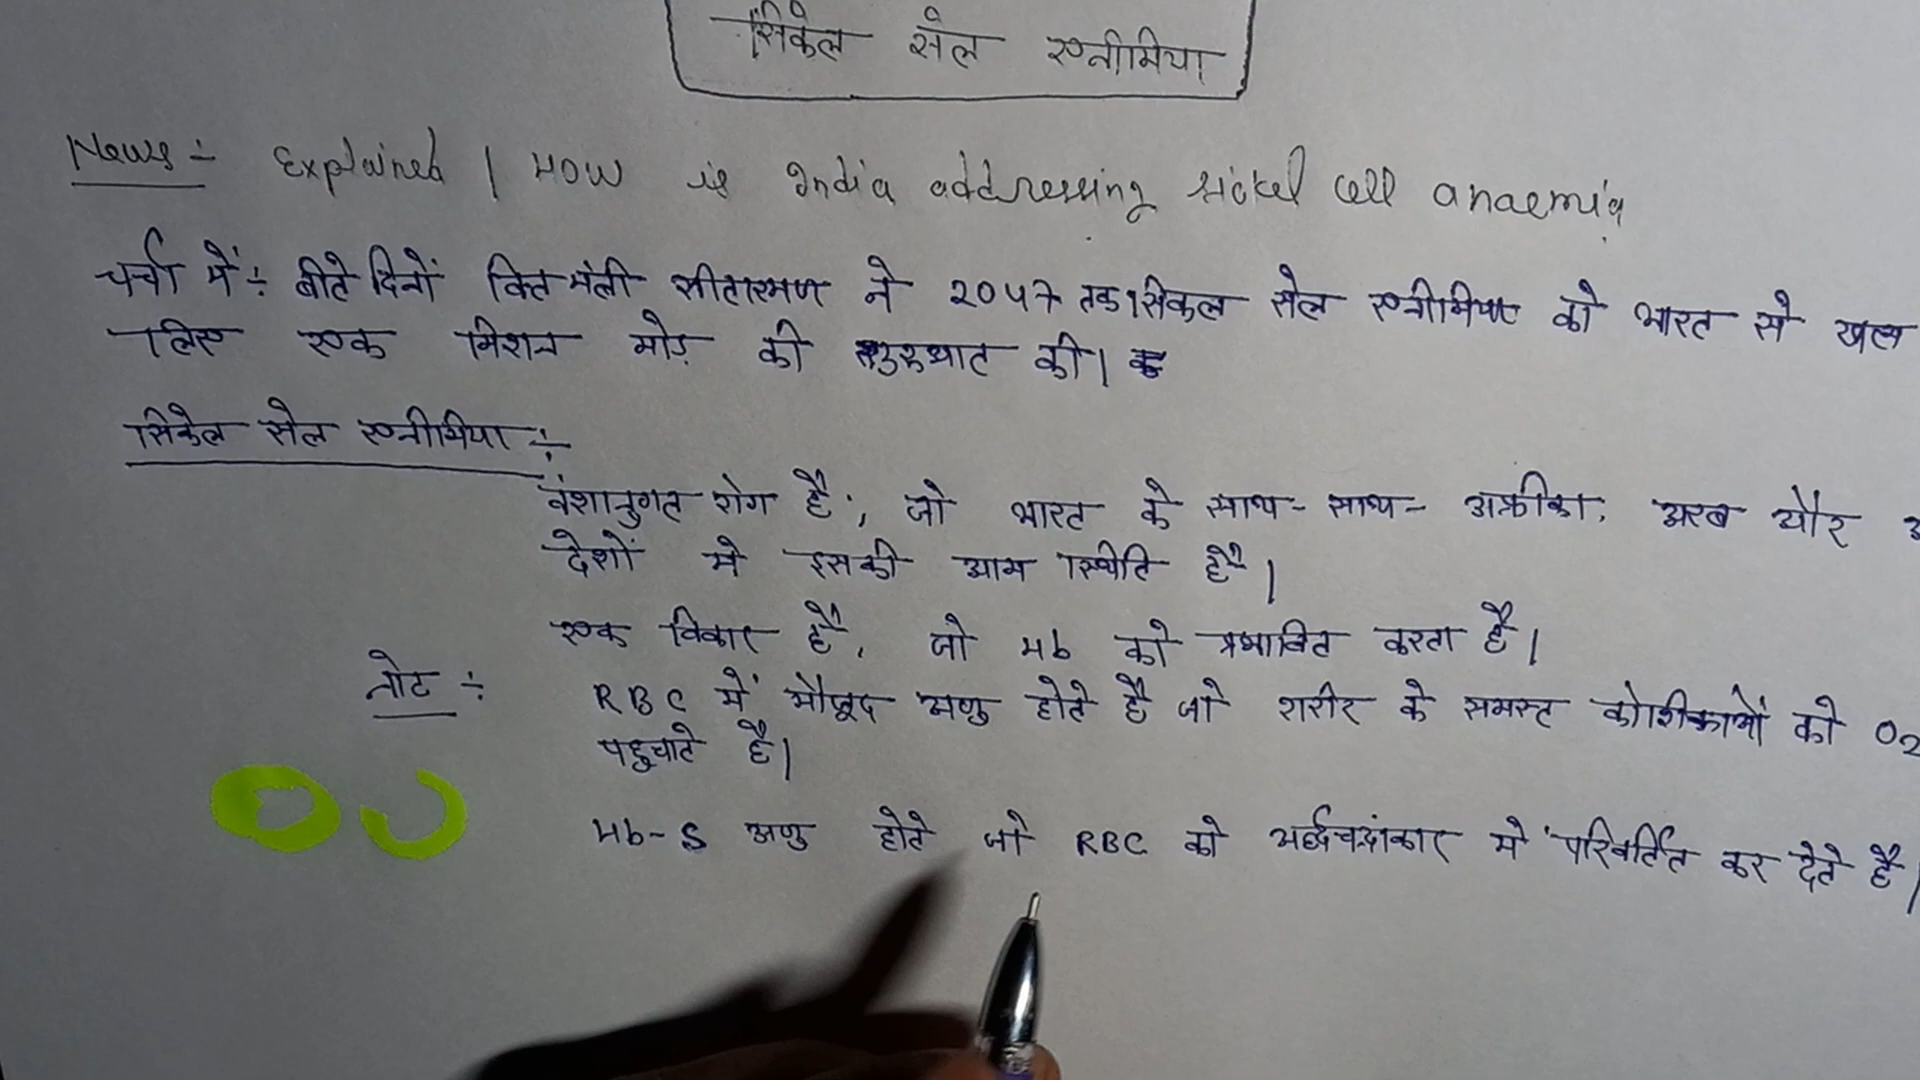 सिकेल सेल एनीमिया
News:- Explained | HOW is India addressing sickel cell anaemia
चर्चा में:- बीते दिनों वित्त मंत्री सीतारमण ने 2047 तक सिकल सेल एनीमिया को भारत से खत्म
लिए एक मिशन मोड़ की शुरुआत की।
सिकेल सेल एनीमिया:-
वंशानुगत रोग है, जो भारत के साथ-साथ- अफ्रीका, अरब और
देशों मे इसकी आम स्थिति है।
एक विकार है, जो Hb को प्रभावित करता है।
नोट:- RBC में मौजूद अणु होते है जो शरीर के समस्त कोशिकाओं को O2
पहुचाते है।
Hb-S अणु होते जो RBC को अर्द्धचद्रांकार मे परिवर्तित कर देते है।